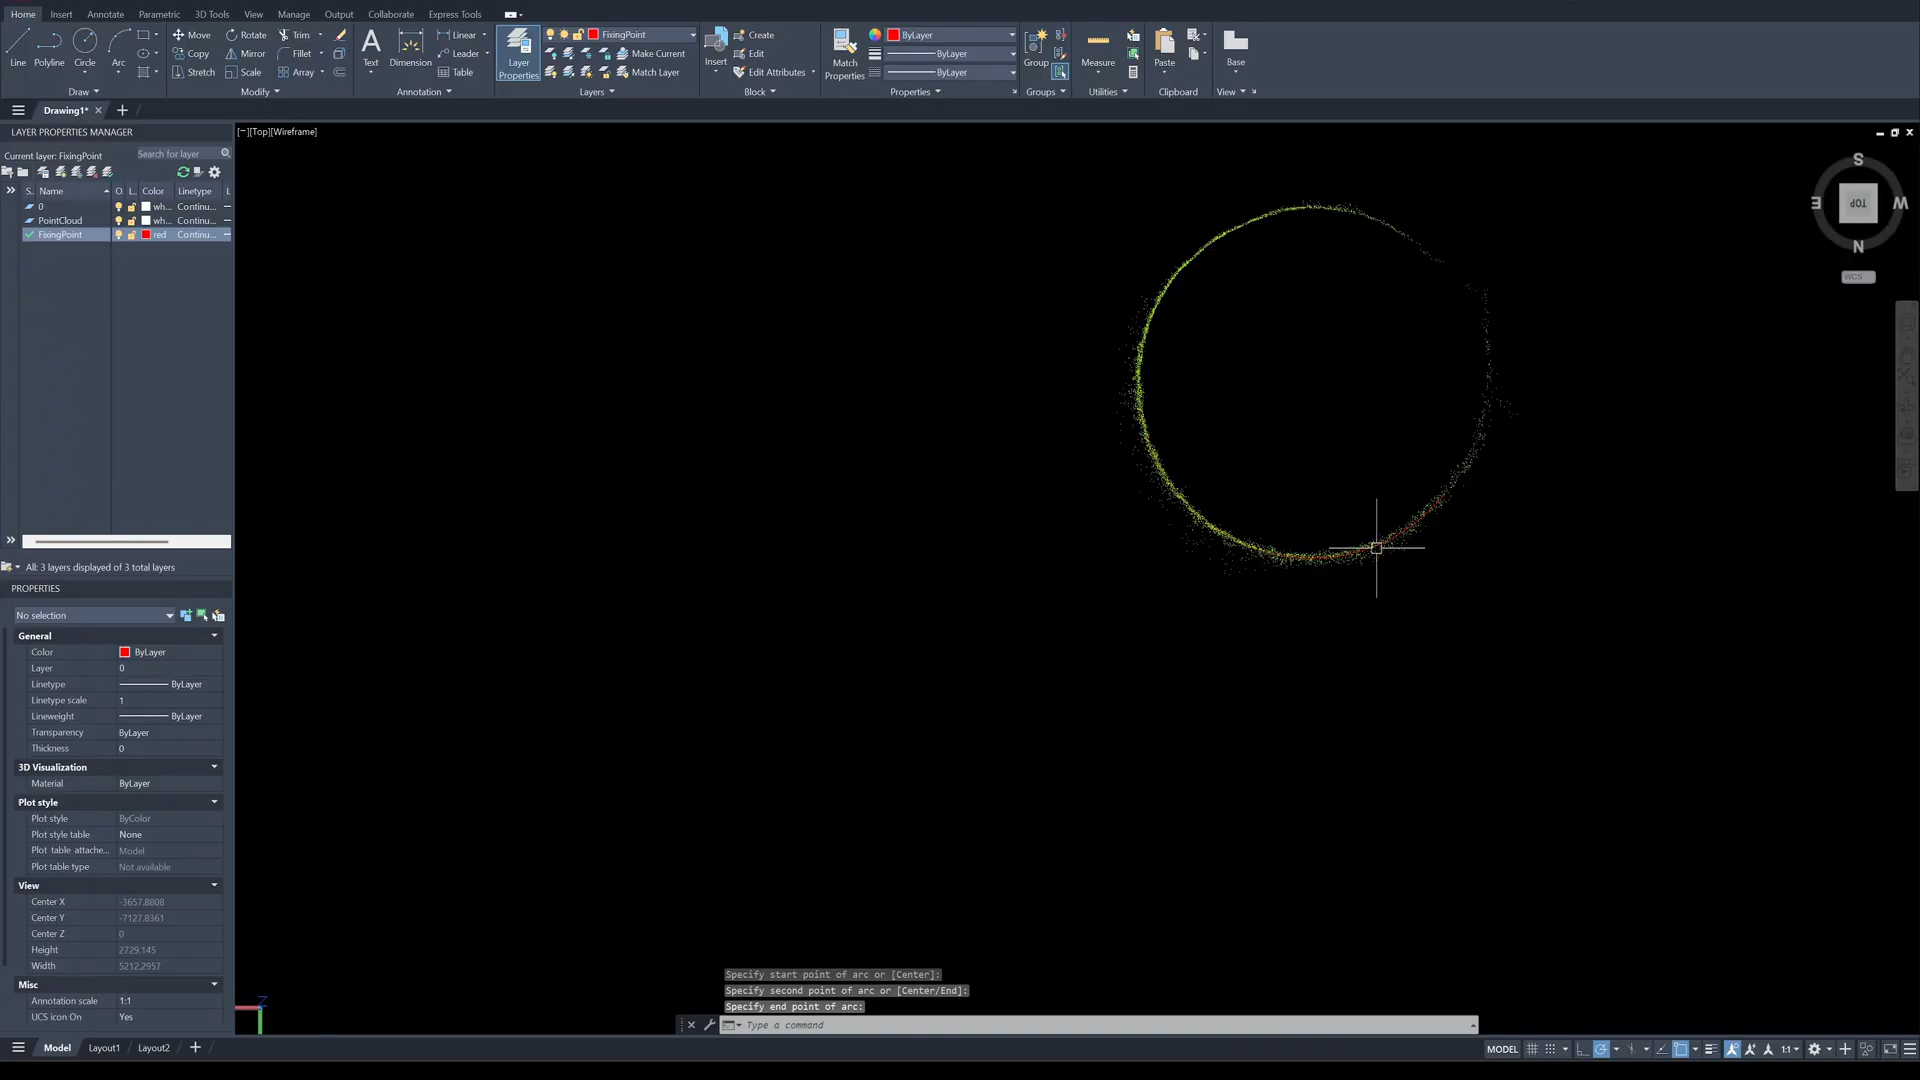 Home Insert Annotate Parametric 3D Tools View Manage Output Collaborate Express Tools
Line Polyline Circle Arc
Move Rotate Trim
Copy Mirror Fillet
Stretch Scale Array
Text Dimension
Linear
Leader
Table
Layer Properties
FixingPoint
Make Current
Match Layer
Insert
Create
Edit
Edit Attributes
Match Properties
ByLayer
ByLayer
ByLayer
Group
Measure
Paste
Base
Draw Modify Annotation Layers Block Properties Groups Utilities Clipboard View
Drawing1*
LAYER PROPERTIES MANAGER
[−][Top][Wireframe]
Current layer: FixingPoint
Search for layer
S. Name O. L. Color Linetype L
0 wh... Continu...
PointCloud wh... Continu...
FixingPoint red Continu...
All: 3 layers displayed of 3 total layers
PROPERTIES
No selection
General
Color ByLayer
Layer 0
Linetype ByLayer
Linetype scale 1
Lineweight ByLayer
Transparency ByLayer
Thickness 0
3D Visualization
Material ByLayer
Plot style
Plot style ByColor
Plot style table None
Plot table attache... Model
Plot table type Not available
View
Center X -3657.8808
Center Y -7127.8361
Center Z 0
Height 2729.145
Width 5212.2957
Misc
Annotation scale 1:1
UCS icon On Yes
S
E TOP W
N
WCS
Z
Specify start point of arc or [Center]:
Specify second point of arc or [Center/End]:
Specify end point of arc:
Type a command
Model Layout1 Layout2
MODEL 1:1